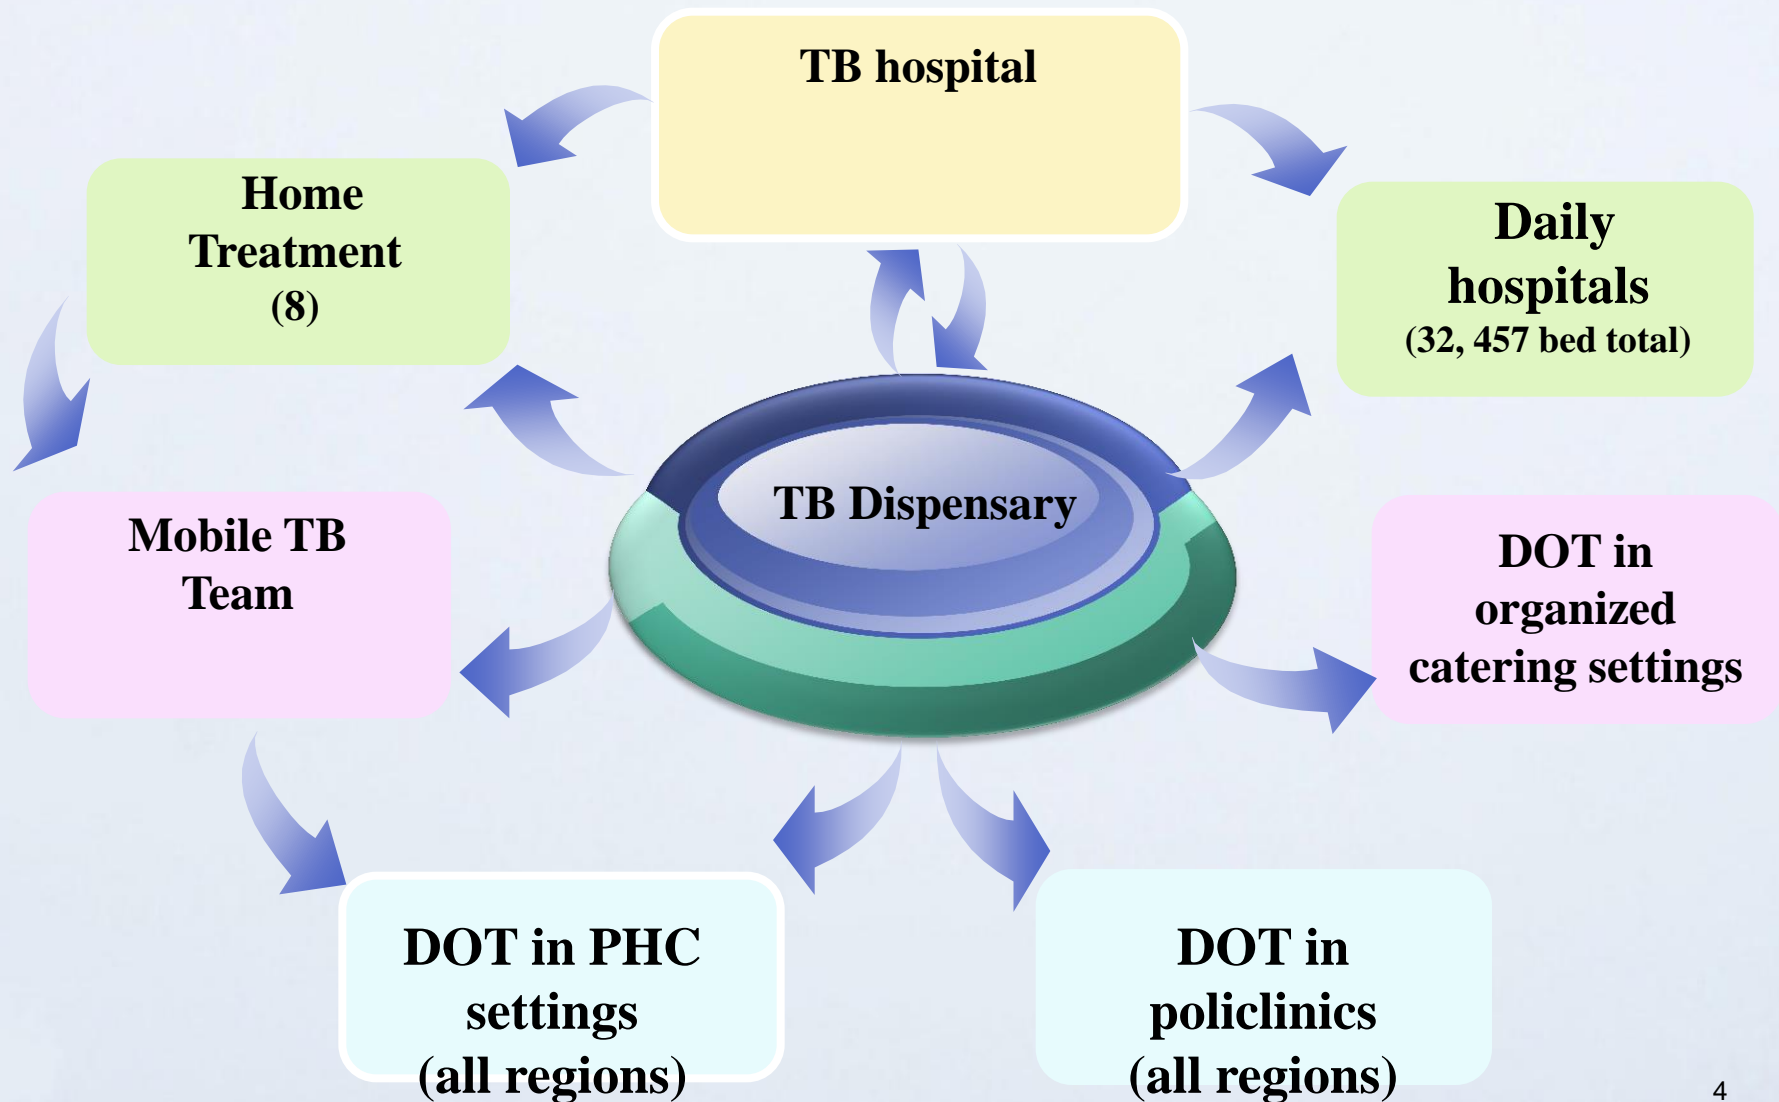 TB hospital
Home
Treatment
(8)
Daily
hospitals
(32, 457 bed total)
TB Dispensary
Mobile TB
Team
DOT in
organized
catering settings
DOT in PHC
settings
(all regions)
DOT in
policlinics
(all regions)
4